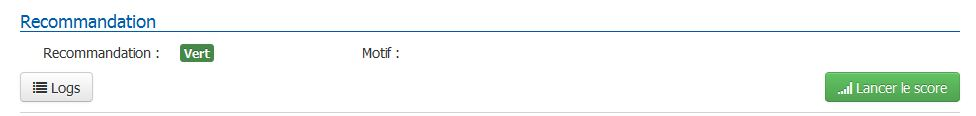 Recommandation
Recommandation : Vert Motif :
Logs Lancer le score